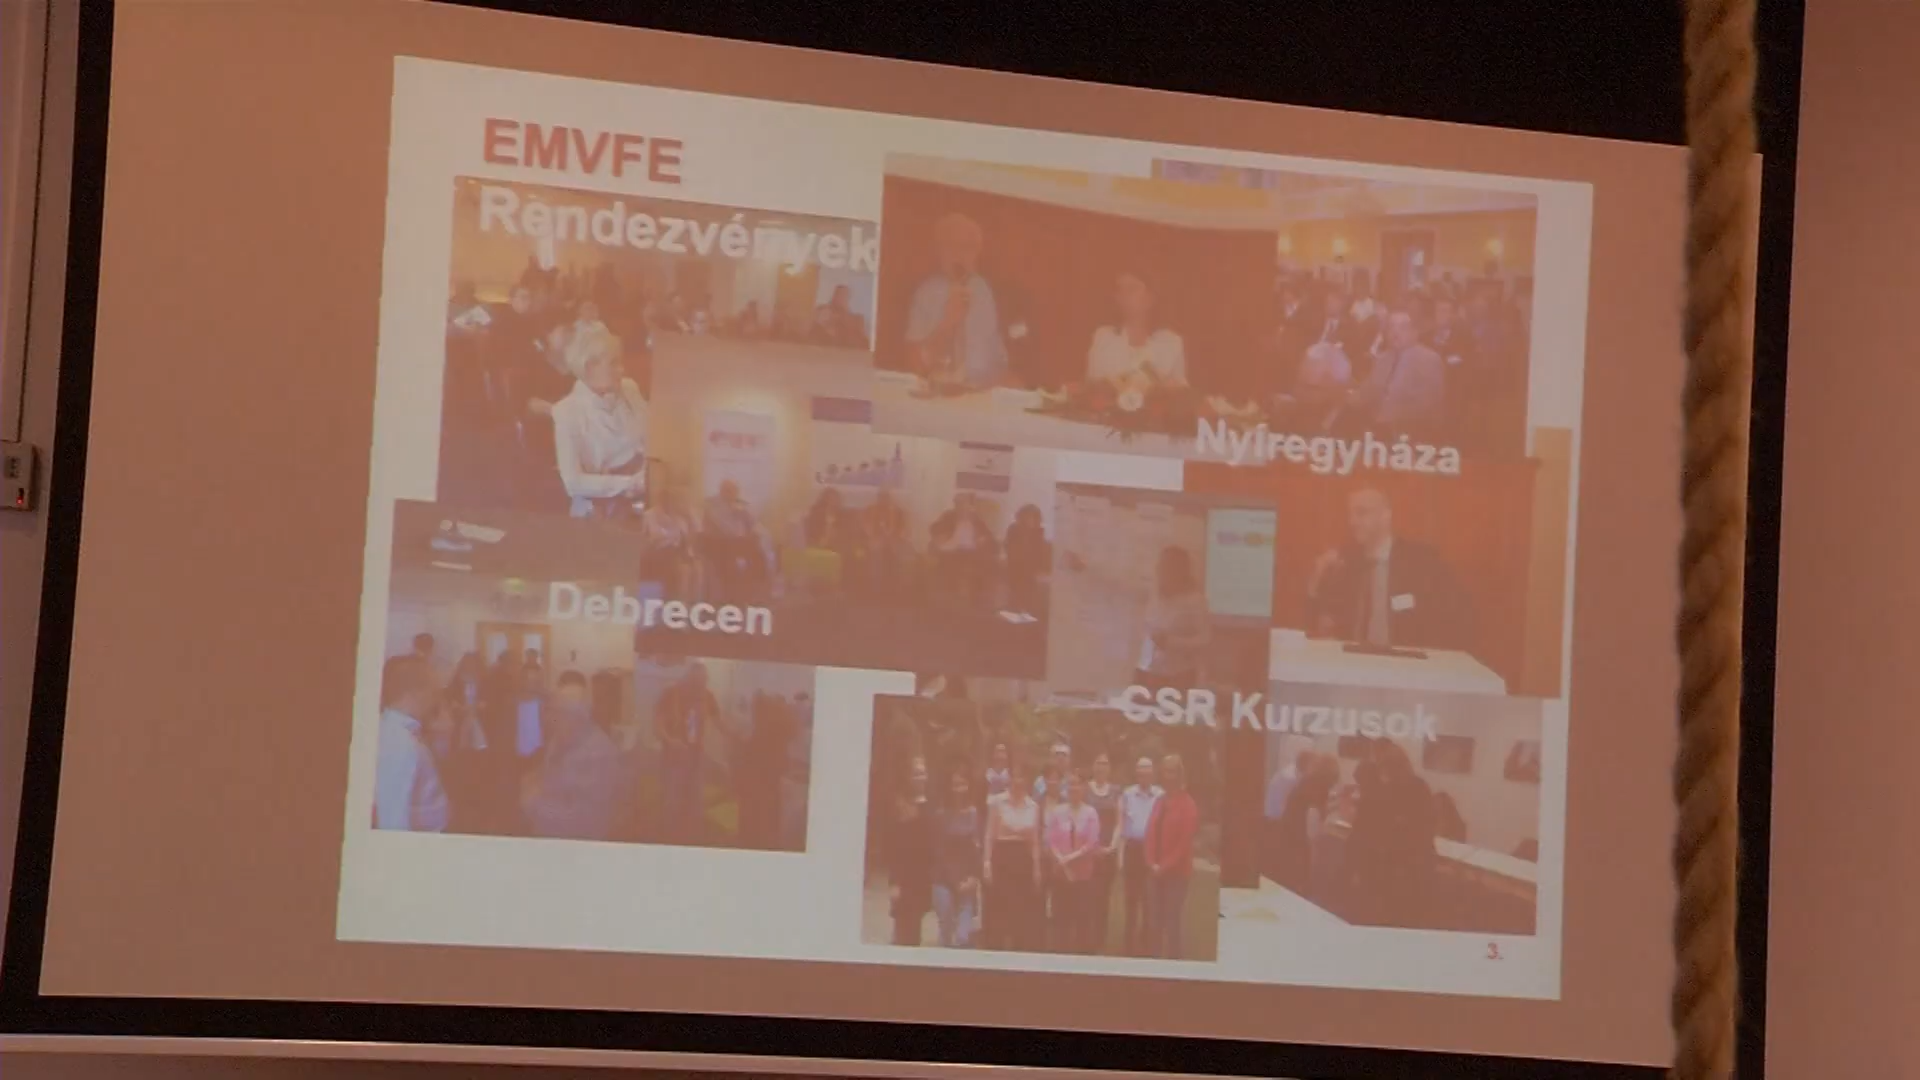 EMVFE
Rendezvények
Nyíregyháza
Debrecen
CSR Kurzusok
3.